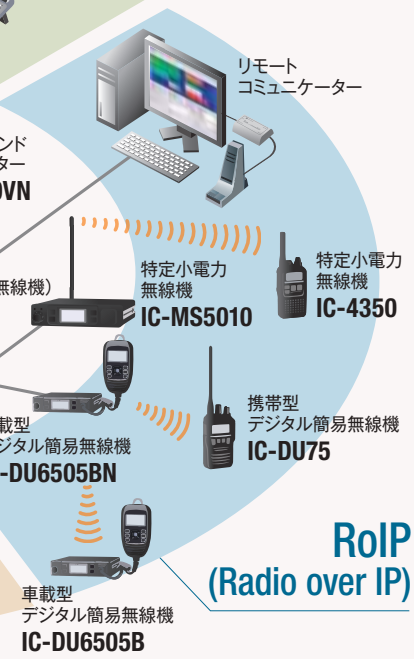 リモート
コミュニケーター
ンド
ター
0VN
無線機）
特定小電力
無線機
IC-MS5010
特定小電力
無線機
IC-4350
携帯型
デジタル簡易無線機
IC-DU75
載型
ジタル簡易無線機
-DU6505BN
RoIP
(Radio over IP)
車載型
デジタル簡易無線機
IC-DU6505B